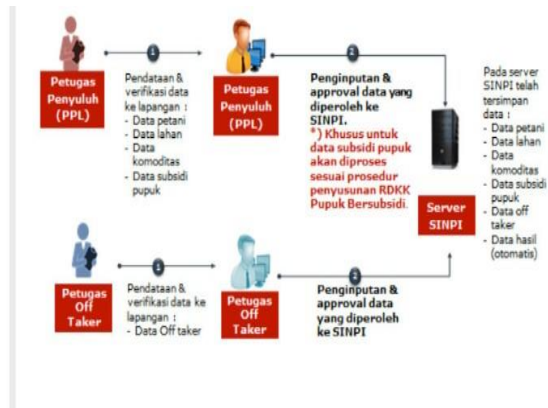 1
Petugas
Penyuluh
(PPL)
Pendataan &
verifikasi data
ke lapangan :
- Data petani
- Data lahan
- Data
komoditas
- Data subsidi
pupuk
Petugas
Penyuluh
(PPL)
2
Penginputan &
approval data yang
diperoleh ke
SINPI.
*) Khusus untuk
data subsidi pupuk
akan diproses
sesuai prosedur
penyusunan RDKK
Pupuk Bersubsidi.
Server
SINPI
Pada server
SINPI telah
tersimpan
data :
- Data petani
- Data lahan
- Data
komoditas
- Data subsidi
pupuk
- Data off
taker
- Data hasil
(otomatis)
Petugas
Off
Taker
1
Pendataan &
verifikasi data ke
lapangan :
- Data Off taker
Petugas
Off
Taker
2
Penginputan &
approval data
yang diperoleh
ke SINPI